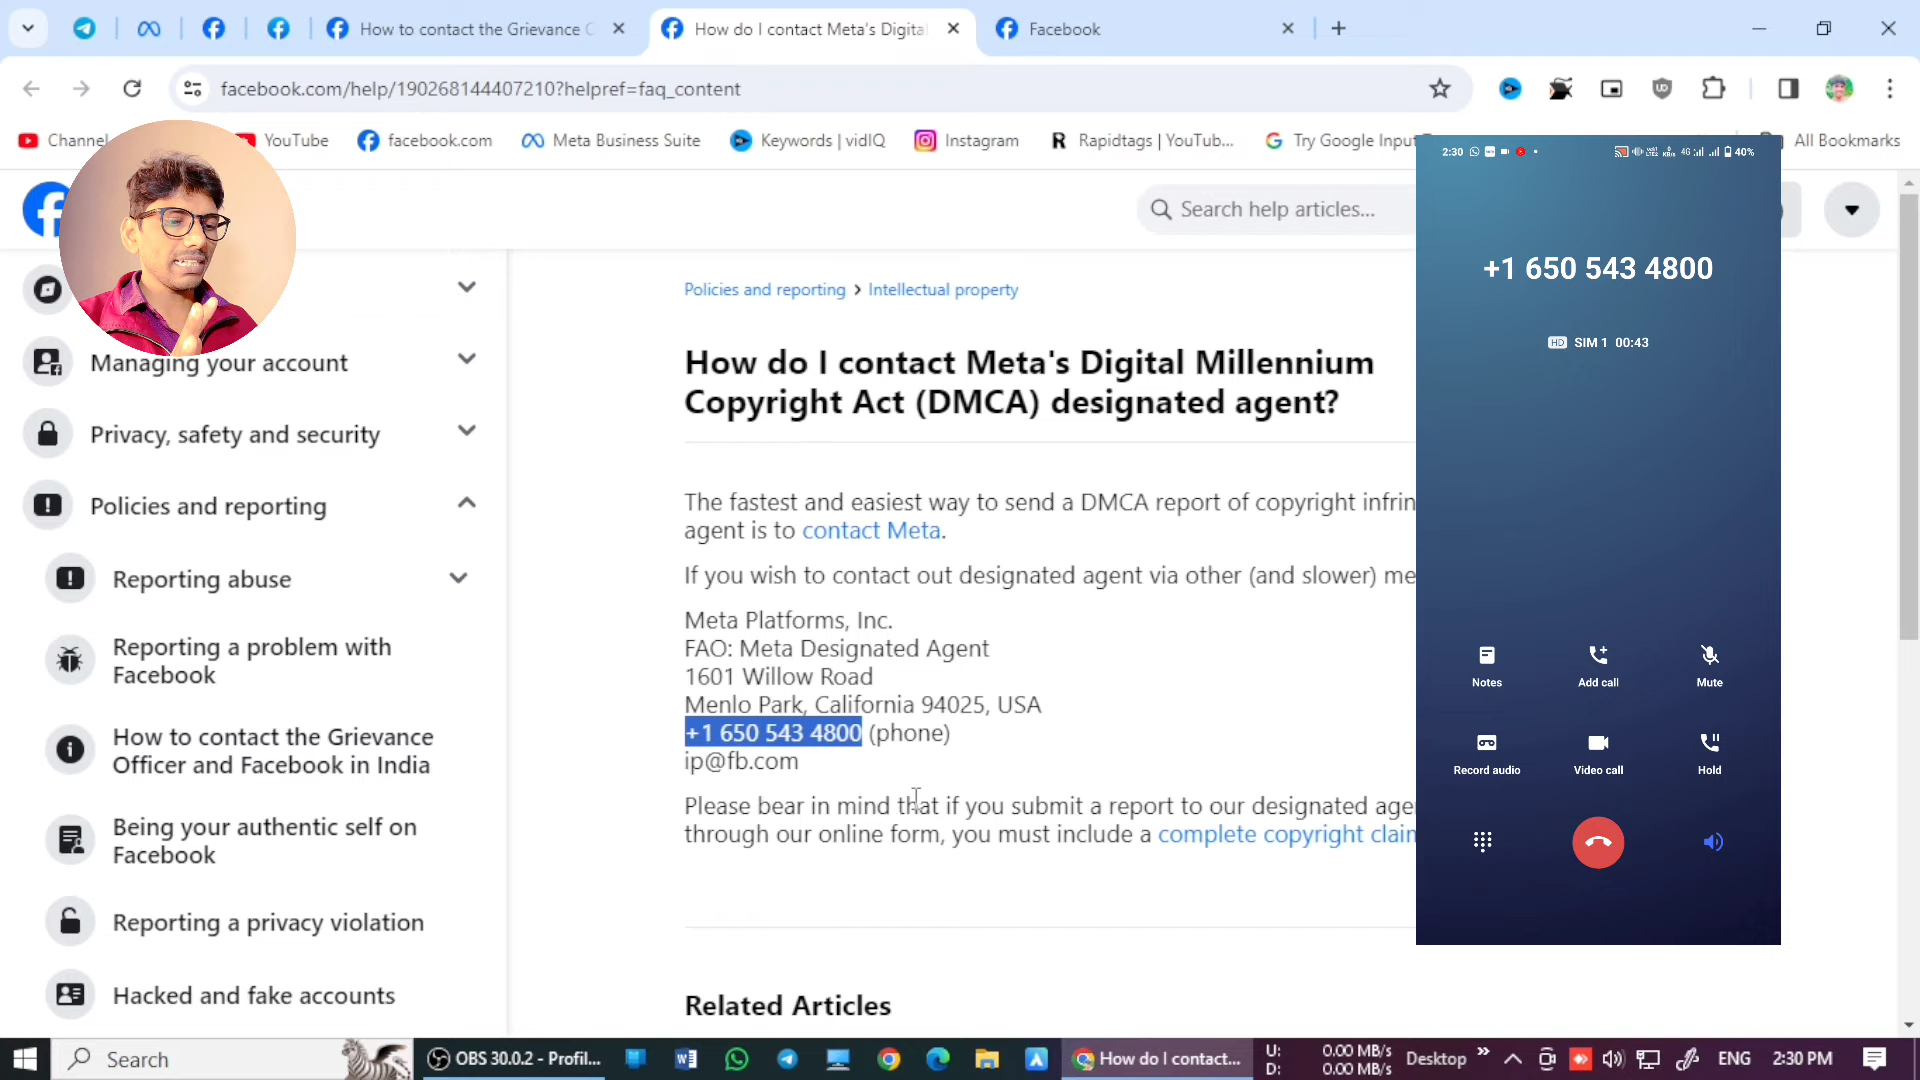 How to contact the Grievance C
How do I contact Meta's Digita
Facebook
facebook.com/help/190268144407210?helpref=faq_content
Channel
YouTube
facebook.com
Meta Business Suite
Keywords | vidIQ
Instagram
Rapidtags | YouTub...
Try Google Input
All Bookmarks
Search help articles...
Managing your account
Privacy, safety and security
Policies and reporting
Reporting abuse
Reporting a problem with
Facebook
How to contact the Grievance
Officer and Facebook in India
Being your authentic self on
Facebook
Reporting a privacy violation
Hacked and fake accounts
Policies and reporting > Intellectual property
How do I contact Meta's Digital Millennium
Copyright Act (DMCA) designated agent?
The fastest and easiest way to send a DMCA report of copyright infrin
agent is to contact Meta.
If you wish to contact out designated agent via other (and slower) me
Meta Platforms, Inc.
FAO: Meta Designated Agent
1601 Willow Road
Menlo Park, California 94025, USA
+1 650 543 4800 (phone)
ip@fb.com
Please bear in mind that if you submit a report to our designated age
through our online form, you must include a complete copyright claim
Related Articles
2:30
4G
40%
+1 650 543 4800
HD SIM 1 00:43
Notes
Add call
Mute
Record audio
Video call
Hold
Search
OBS 30.0.2 - Profil...
How do I contact...
U: 0.00 MB/s
D: 0.00 MB/s
Desktop
ENG
2:30 PM